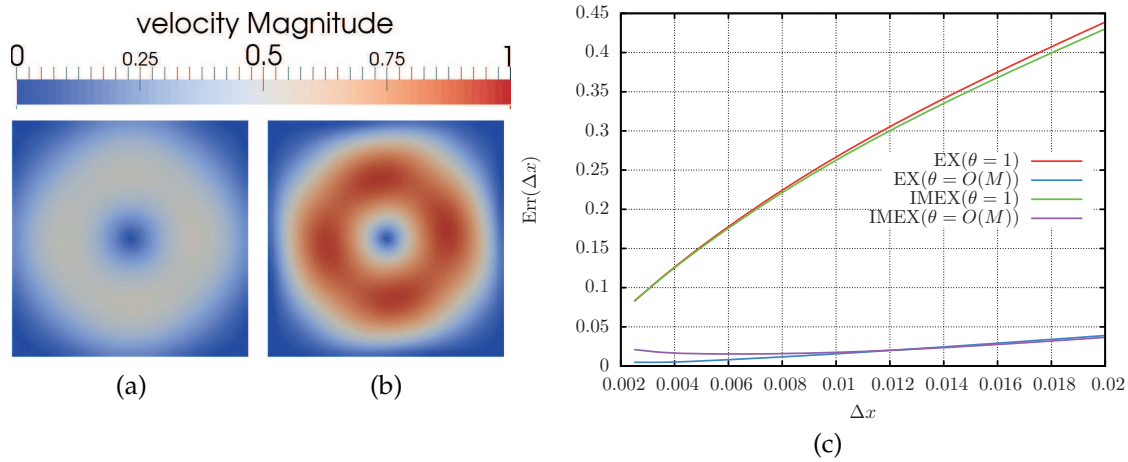 velocity Magnitude
0 0.25 0.5 0.75 1
(a) (b)
Err(Δx)
0.45
0.4
0.35
0.3
0.25
0.2
0.15
0.1
0.05
0
EX(θ = 1)
EX(θ = O(M))
IMEX(θ = 1)
IMEX(θ = O(M))
0.002 0.004 0.006 0.008 0.01 0.012 0.014 0.016 0.018 0.02
Δx
(c)